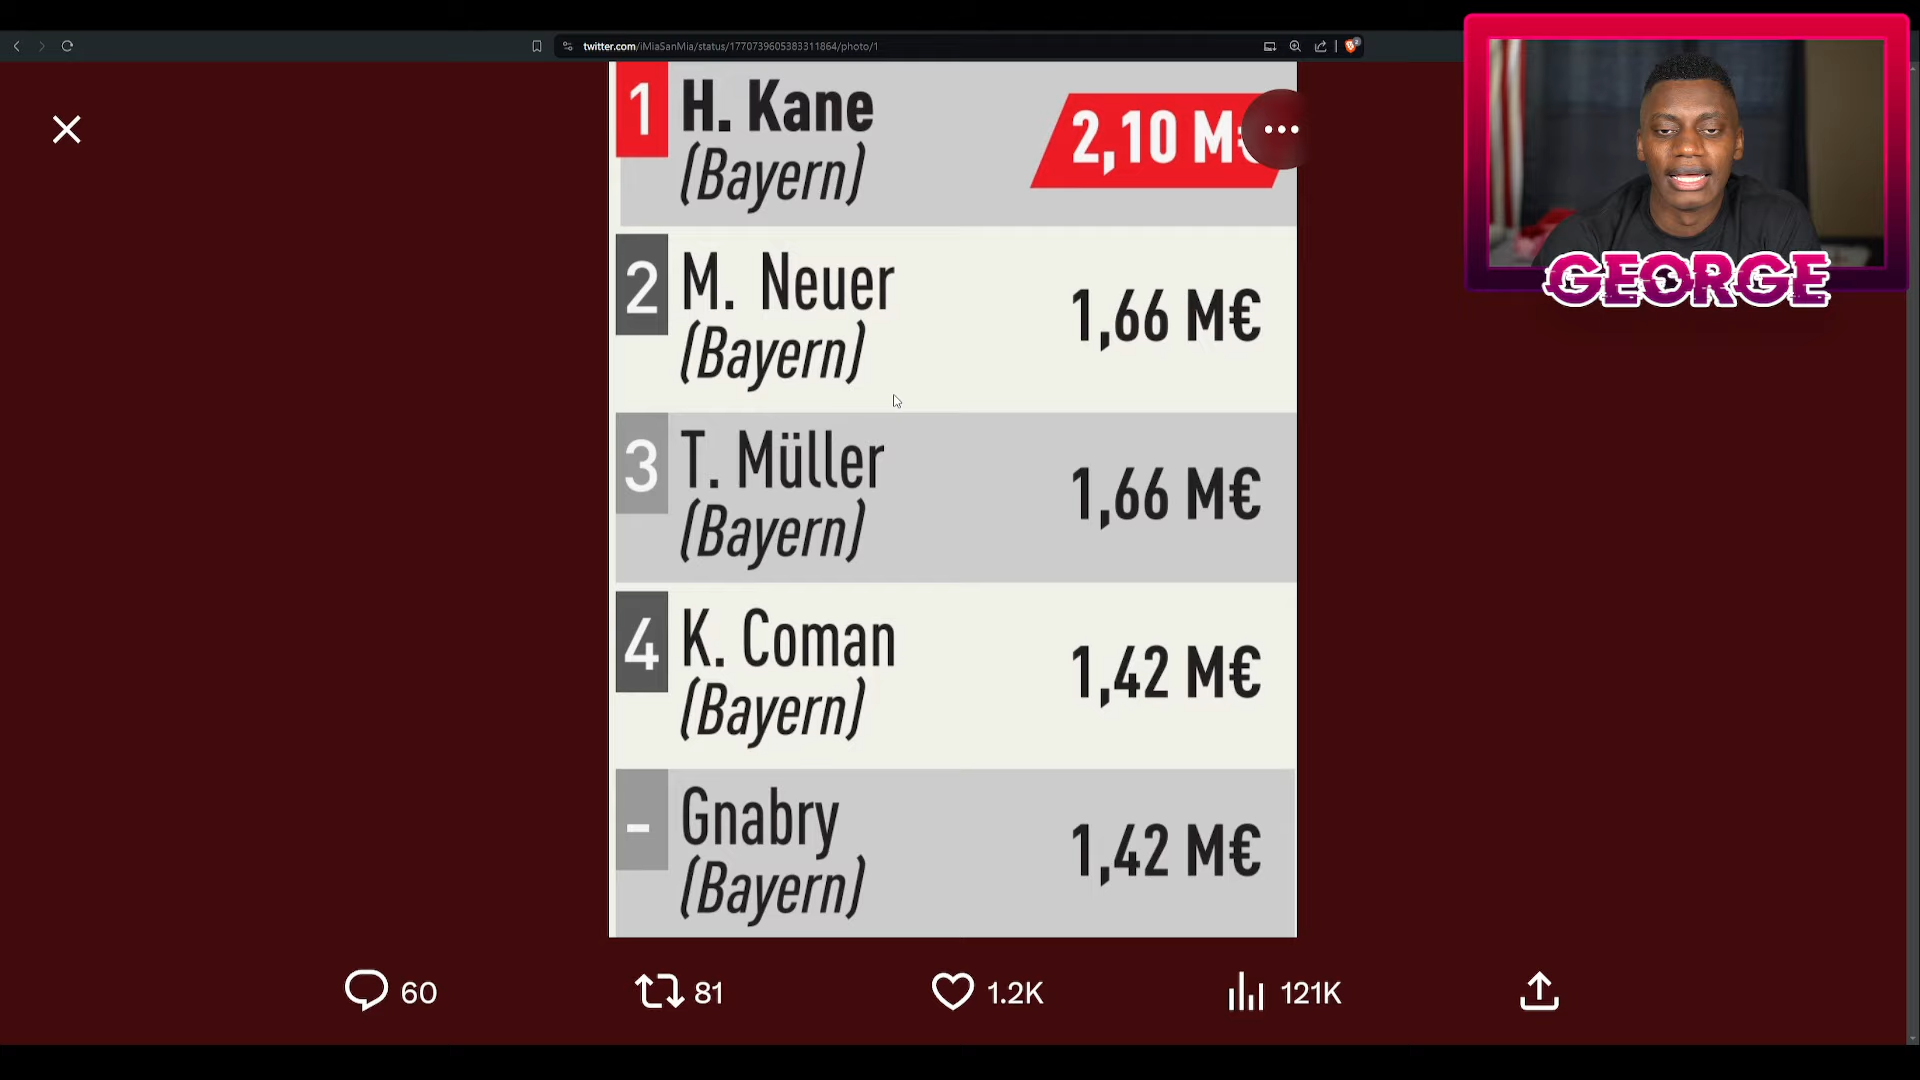 twitter.com/iMiaSanMia/status/1770739605383311864/photo/1
1 H. Kane
(Bayern)
2,10 M€
2 M. Neuer
(Bayern)
1,66 M€
3 T. Müller
(Bayern)
1,66 M€
4 K. Coman
(Bayern)
1,42 M€
- Gnabry
(Bayern)
1,42 M€
60
81
1.2K
121K
GEORGE